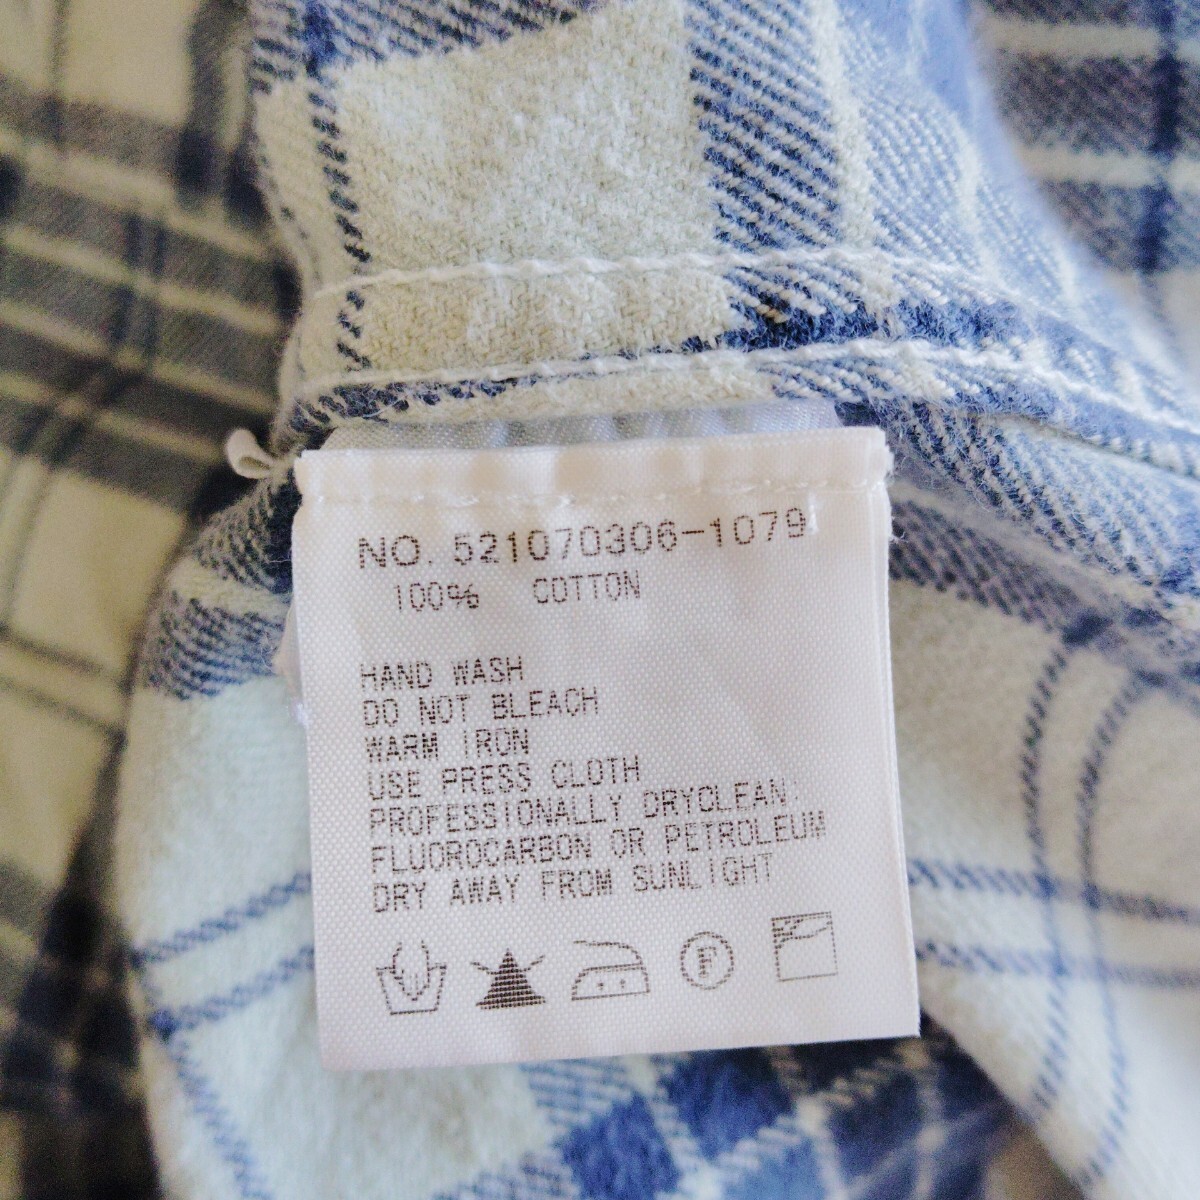 NO. 521070306-1079
100% COTTON
HAND WASH
DO NOT BLEACH
WARM IRON
USE PRESS CLOTH
PROFESSIONALLY DRYCLEAN:
FLUOROCARBON OR PETROLEUM
DRY AWAY FROM SUNLIGHT
F